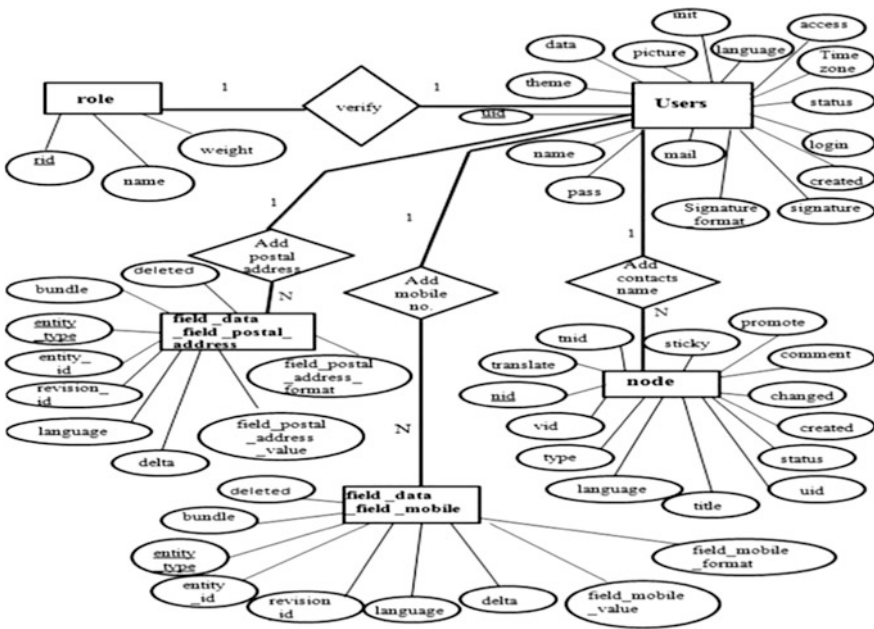 init
access
data
picture
language
Time
zone
theme
role
1
verify
1
Users
status
uid
login
rid
name
weight
name
mail
created
pass
Signature
_format
signature
1
1
1
Add
postal
address
Add
mobile
no.
Add
contacts
name
deleted
bundle
N
N
entity
_type
field_data
_field_postal_
address
entity_
id
revision_
id
field_postal
_address_
format
language
field_postal
_address
_value
delta
N
tnid
sticky
promote
translate
node
comment
nid
changed
vid
created
type
status
language
title
uid
deleted
field_data
_field_mobile
bundle
entity
_type
entity
_id
revision
_id
language
delta
field_mobile
_value
field_mobile
_format